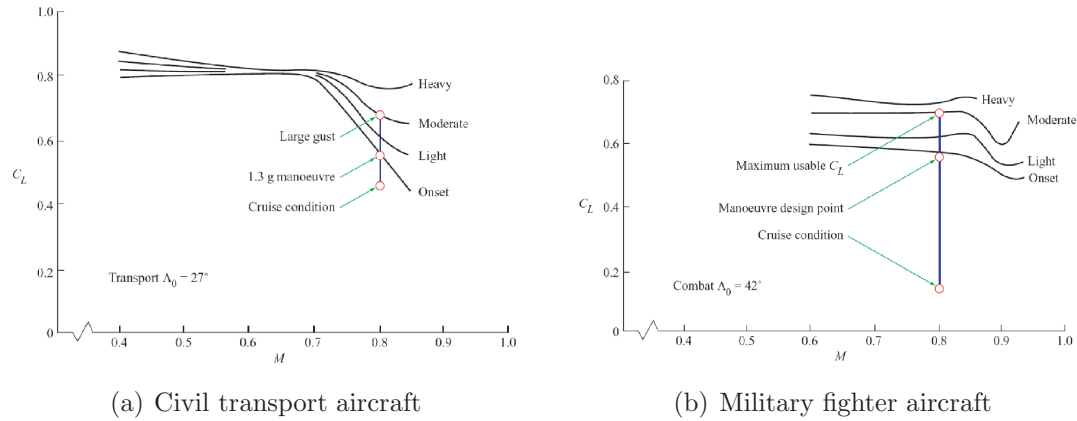 1.0
0.8
0.6
C_L
0.4
0.2
0
Heavy
Moderate
Light
Onset
Large gust
1.3 g manoeuvre
Cruise condition
Transport Λ₀ = 27°
0.4 0.5 0.6 0.7 0.8 0.9 1.0
M
(a) Civil transport aircraft
0.8
0.6
C_L
0.4
0.2
0
Heavy
Moderate
Light
Onset
Maximum usable C_L
Manoeuvre design point
Cruise condition
Combat Λ₀ = 42°
0.4 0.5 0.6 0.7 0.8 0.9 1.0
M
(b) Military fighter aircraft